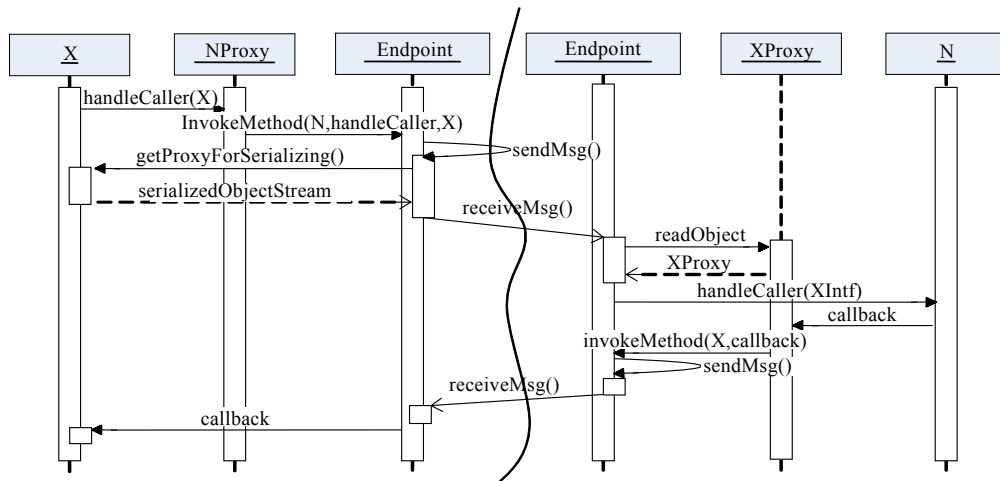 X
NProxy
Endpoint
Endpoint
XProxy
N
handleCaller(X)
InvokeMethod(N,handleCaller,X)
sendMsg()
getProxyForSerializing()
serializedObjectStream
receiveMsg()
readObject
XProxy
handleCaller(XIntf)
callback
invokeMethod(X,callback)
sendMsg()
receiveMsg()
callback